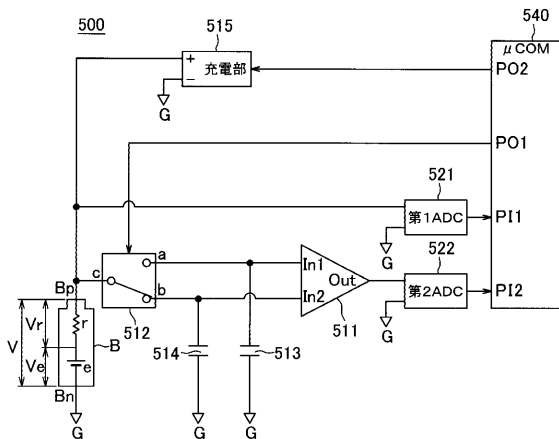 500
515
540
μCOM
+
充電部
−
PO2
G
PO1
521
第1ADC
PI1
a
G
522
c
In1
Out
第2ADC
PI2
Bp
b
In2
G
512
511
Vr
r
V
B
514
513
Ve
e
Bn
G
G
G